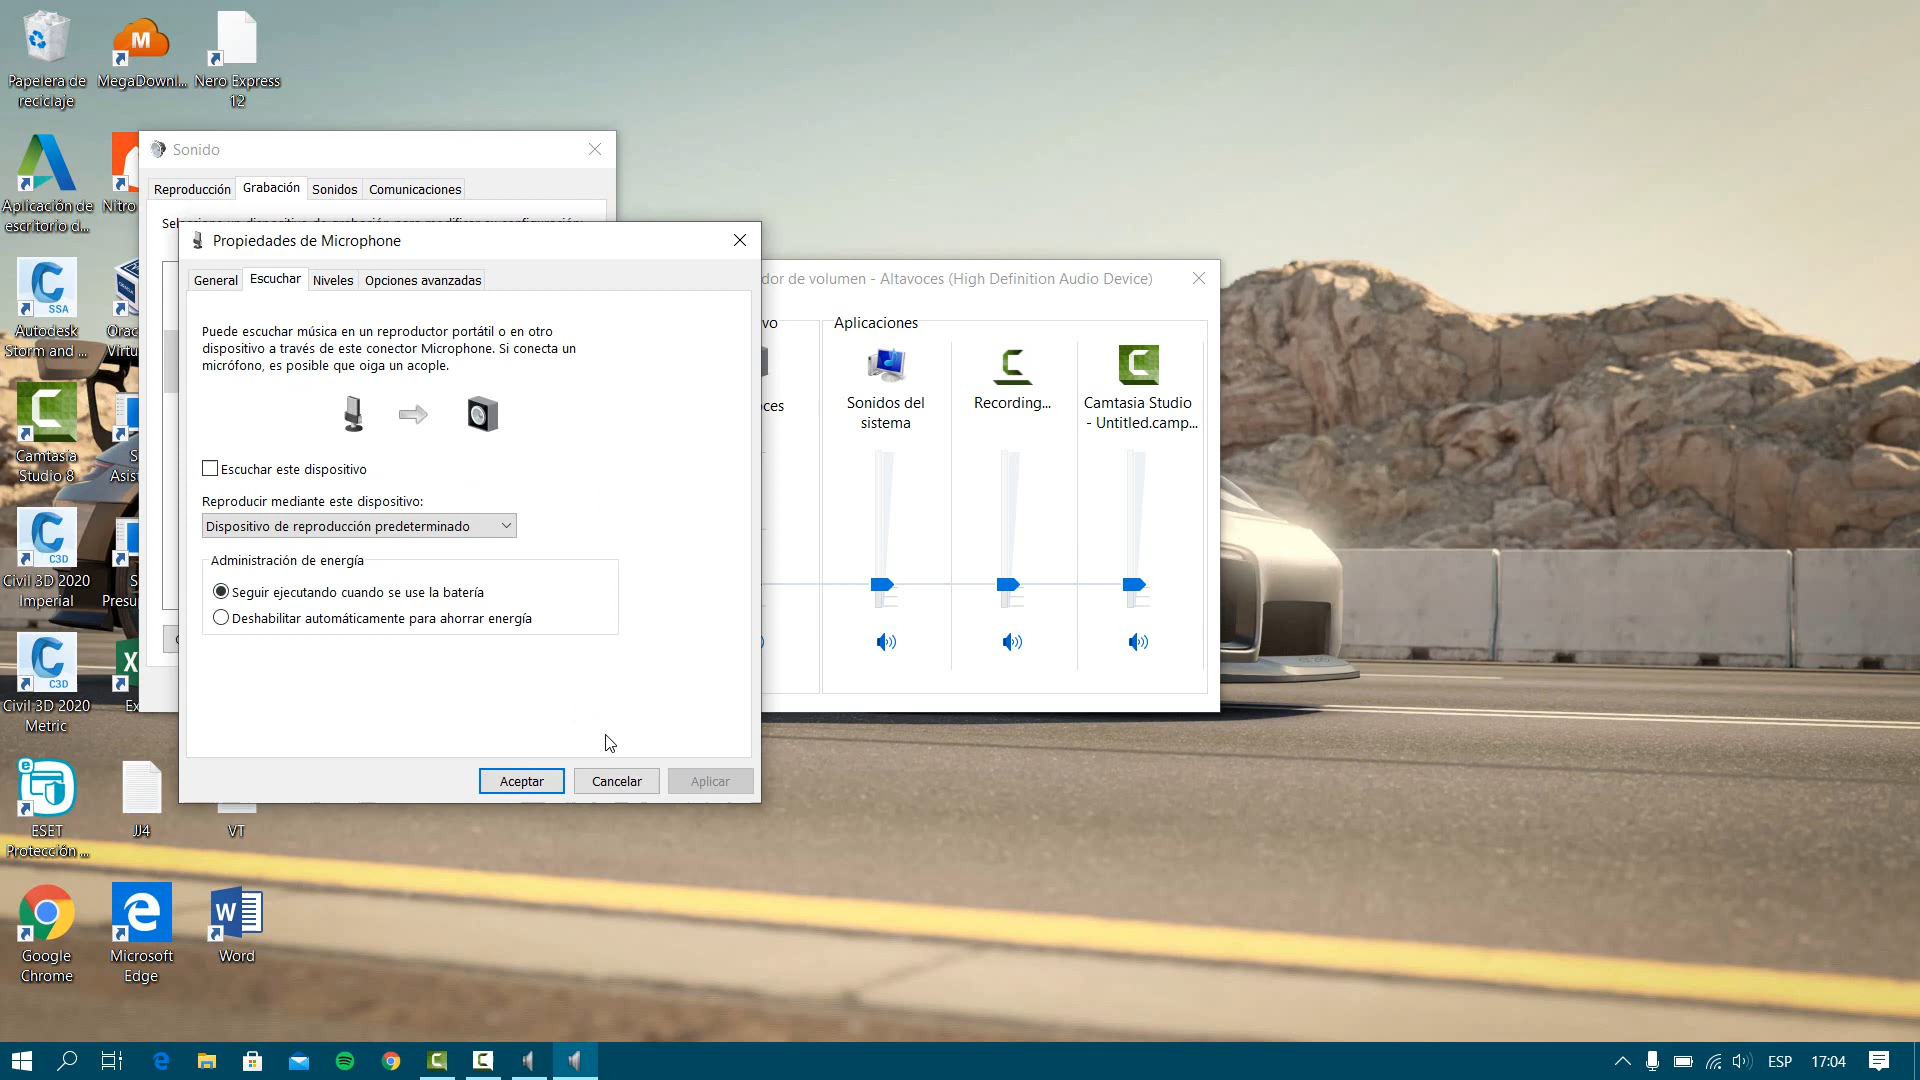 Papelera de
reciclaje
MegaDownl...
Nero Express
12
Aplicación de
escritorio d...
Nitro
Autodesk
Storm and ...
Orac
Virtu
Camtasia
Studio 8
S
Asist
Civil 3D 2020
Imperial
S
Presu
Civil 3D 2020
Metric
Ex
ESET
Protección ...
JJ4
VT
Google
Chrome
Microsoft
Edge
Word
Sonido
Reproducción
Grabación
Sonidos
Comunicaciones
Propiedades de Microphone
General
Escuchar
Niveles
Opciones avanzadas
Puede escuchar música en un reproductor portátil o en otro
dispositivo a través de este conector Microphone. Si conecta un
micrófono, es posible que oiga un acople.
Escuchar este dispositivo
Reproducir mediante este dispositivo:
Dispositivo de reproducción predeterminado
Administración de energía
Seguir ejecutando cuando se use la batería
Deshabilitar automáticamente para ahorrar energía
Aceptar
Cancelar
Aplicar
dor de volumen - Altavoces (High Definition Audio Device)
vo
ces
Aplicaciones
Sonidos del
sistema
Recording...
Camtasia Studio
- Untitled.camp...
ESP
17:04